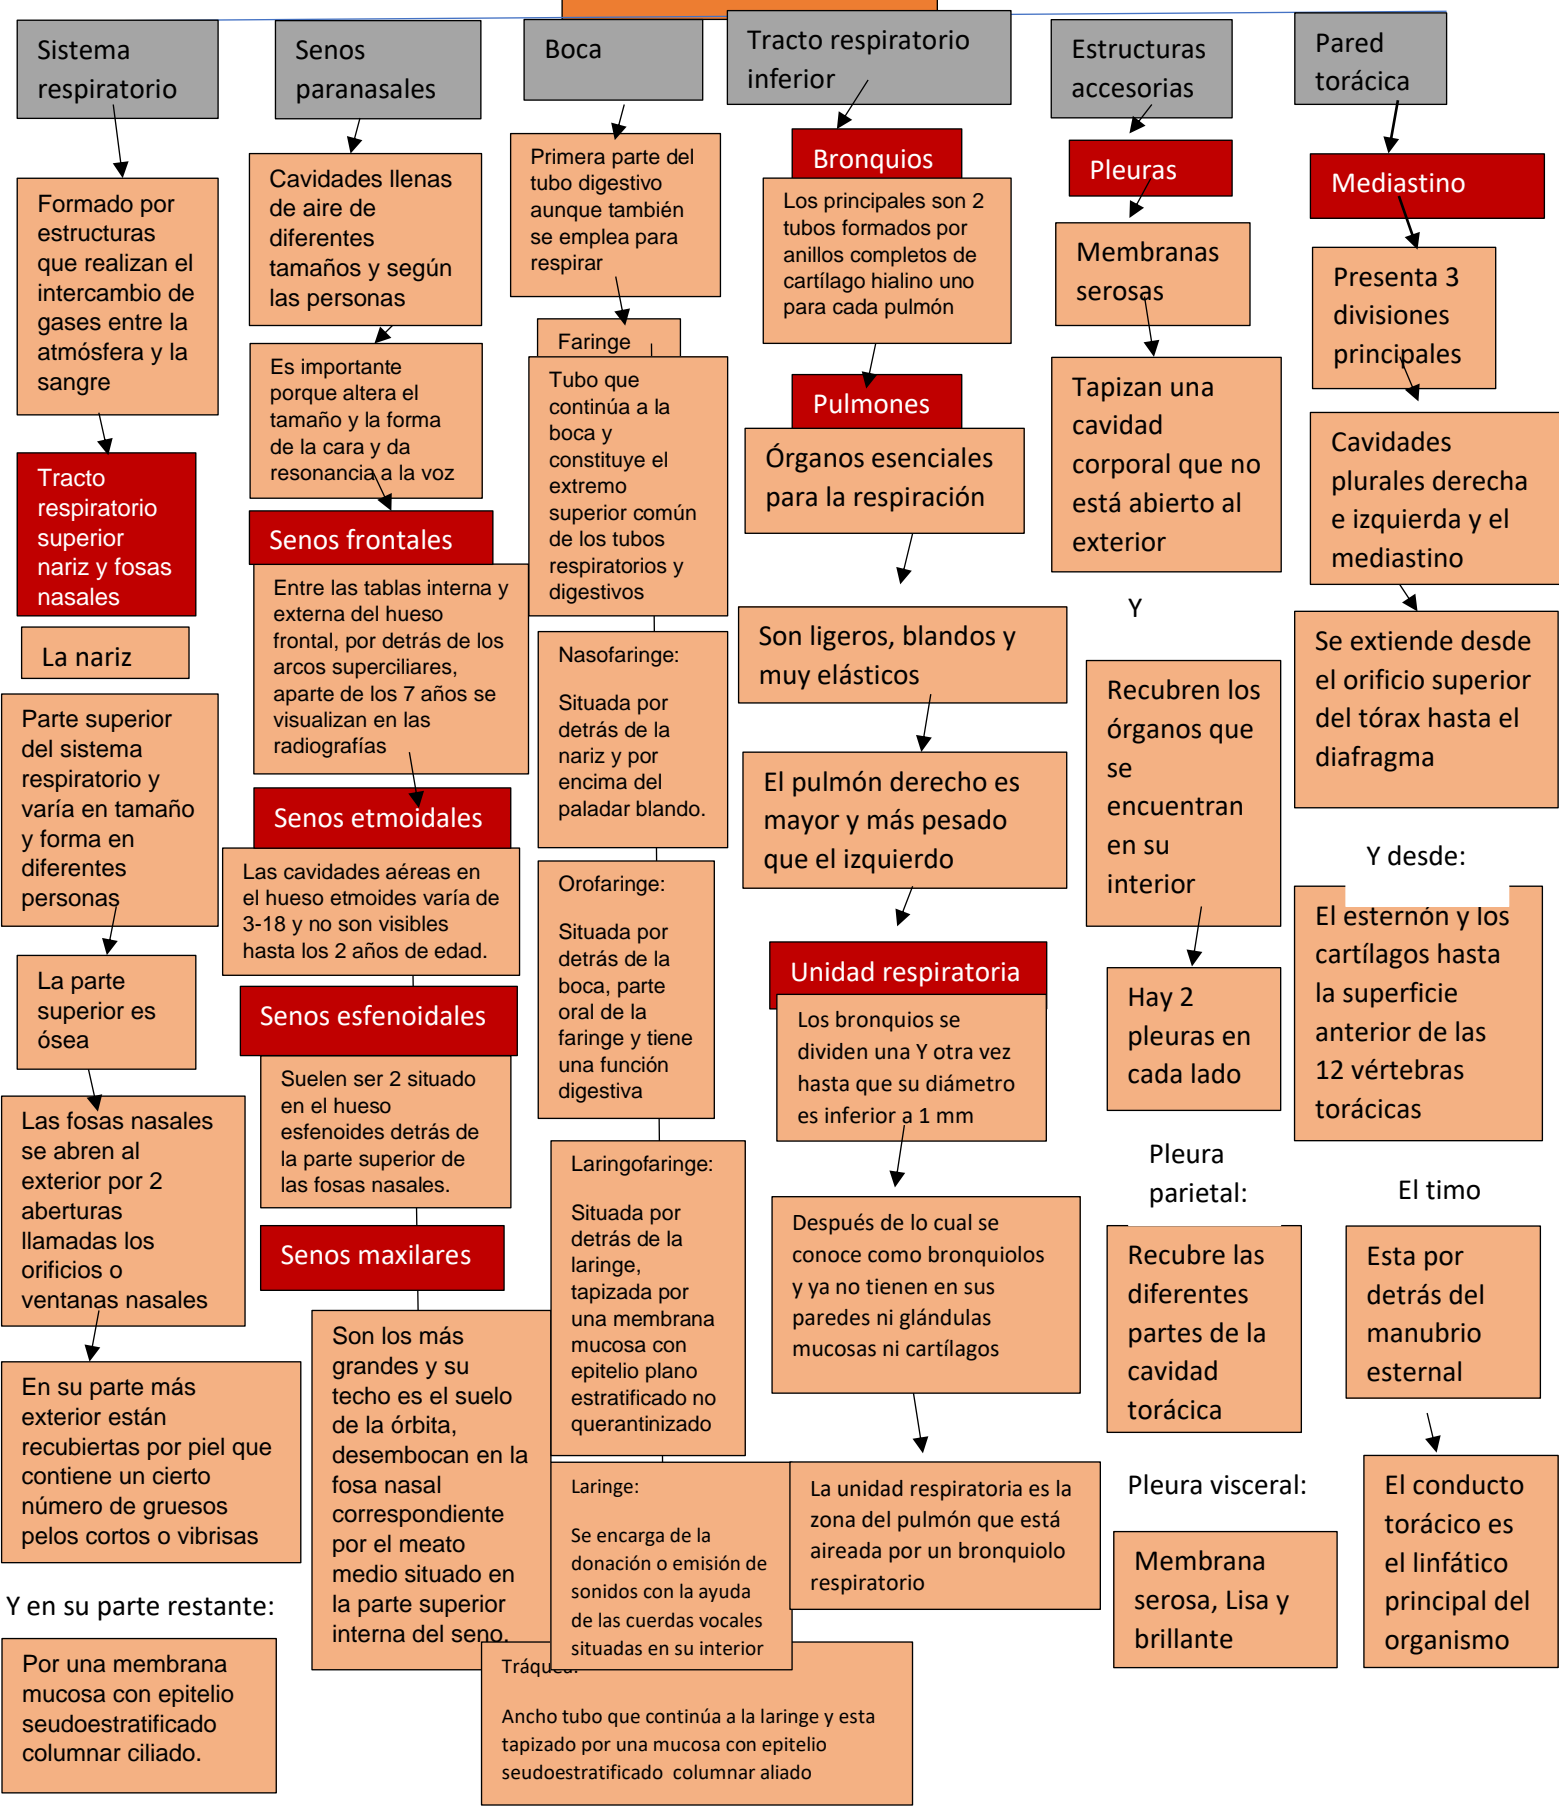 Sistema
respiratorio
Formado por
estructuras
que realizan el
intercambio de
gases entre la
atmósfera y la
sangre
Tracto
respiratorio
superior
nariz y fosas
nasales
La nariz
Parte superior
del sistema
respiratorio y
varía en tamaño
y forma en
diferentes
personas
La parte
superior es
ósea
Las fosas nasales
se abren al
exterior por 2
aberturas
llamadas los
orificios o
ventanas nasales
En su parte más
exterior están
recubiertas por piel que
contiene un cierto
número de gruesos
pelos cortos o vibrisas
Y en su parte restante:
Por una membrana
mucosa con epitelio
seudoestratificado
columnar ciliado.
Senos
paranasales
Cavidades llenas
de aire de
diferentes
tamaños y según
las personas
Es importante
porque altera el
tamaño y la forma
de la cara y da
resonancia a la voz
Senos frontales
Entre las tablas interna y
externa del hueso
frontal, por detrás de los
arcos superciliares,
aparte de los 7 años se
visualizan en las
radiografías
Senos etmoidales
Las cavidades aéreas en
el hueso etmoides varía de
3-18 y no son visibles
hasta los 2 años de edad.
Senos esfenoidales
Suelen ser 2 situado
en el hueso
esfenoides detrás de
la parte superior de
las fosas nasales.
Senos maxilares
Son los más
grandes y su
techo es el suelo
de la órbita,
desembocan en la
fosa nasal
correspondiente
por el meato
medio situado en
la parte superior
interna del seno.
Boca
Primera parte del
tubo digestivo
aunque también
se emplea para
respirar
Faringe
Tubo que
continúa a la
boca y
constituye el
extremo
superior común
de los tubos
respiratorios y
digestivos
Nasofaringe:
Situada por
detrás de la
nariz y por
encima del
paladar blando.
Orofaringe:
Situada por
detrás de la
boca, parte
oral de la
faringe y tiene
una función
digestiva
Laringofaringe:
Situada por
detrás de la
laringe,
tapizada por
una membrana
mucosa con
epitelio plano
estratificado no
querantinizado
Laringe:
Se encarga de la
donación o emisión de
sonidos con la ayuda
de las cuerdas vocales
situadas en su interior
Tráquea:
Ancho tubo que continúa a la laringe y esta
tapizado por una mucosa con epitelio
seudoestratificado columnar aliado
Tracto respiratorio
inferior
Bronquios
Los principales son 2
tubos formados por
anillos completos de
cartílago hialino uno
para cada pulmón
Pulmones
Órganos esenciales
para la respiración
Son ligeros, blandos y
muy elásticos
El pulmón derecho es
mayor y más pesado
que el izquierdo
Unidad respiratoria
Los bronquios se
dividen una Y otra vez
hasta que su diámetro
es inferior a 1 mm
Después de lo cual se
conoce como bronquiolos
y ya no tienen en sus
paredes ni glándulas
mucosas ni cartílagos
La unidad respiratoria es la
zona del pulmón que está
aireada por un bronquiolo
respiratorio
Estructuras
accesorias
Pleuras
Membranas
serosas
Tapizan una
cavidad
corporal que no
está abierto al
exterior
Y
Recubren los
órganos que
se
encuentran
en su
interior
Hay 2
pleuras en
cada lado
Pleura
parietal:
Recubre las
diferentes
partes de la
cavidad
torácica
Pleura visceral:
Membrana
serosa, Lisa y
brillante
Pared
torácica
Mediastino
Presenta 3
divisiones
principales
Cavidades
plurales derecha
e izquierda y el
mediastino
Se extiende desde
el orificio superior
del tórax hasta el
diafragma
Y desde:
El esternón y los
cartílagos hasta
la superficie
anterior de las
12 vértebras
torácicas
El timo
Esta por
detrás del
manubrio
esternal
El conducto
torácico es
el linfático
principal del
organismo